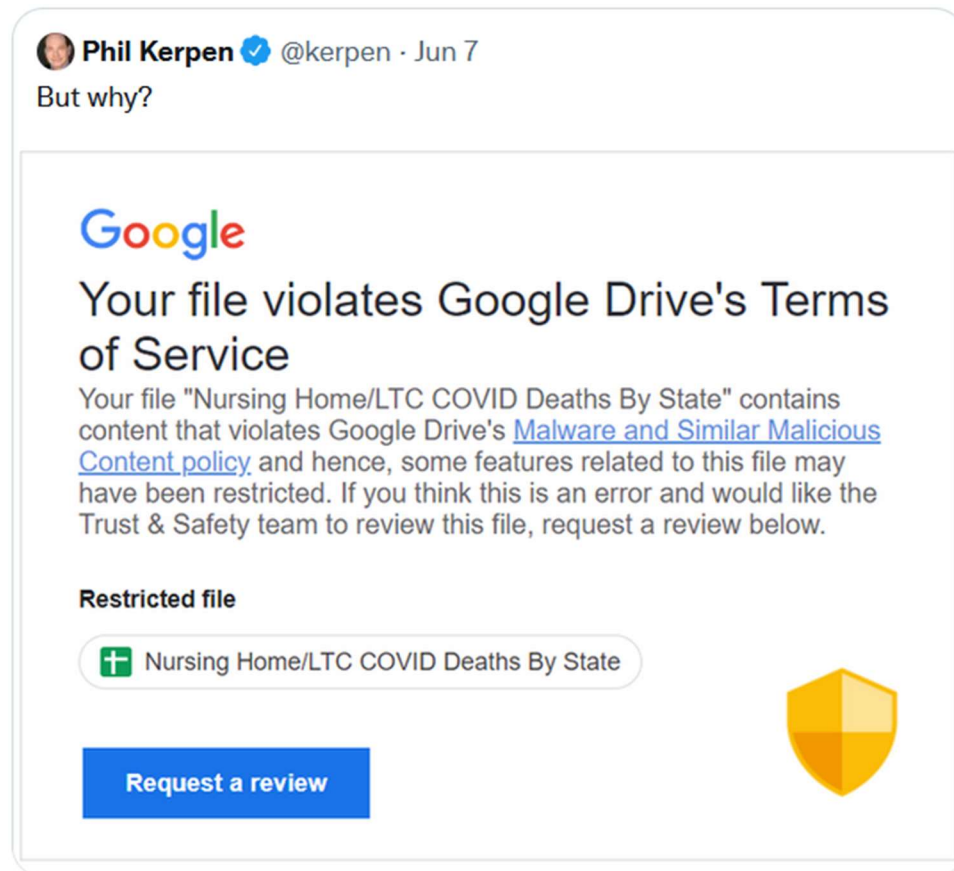 Phil Kerpen @kerpen · Jun 7
But why?
Google
Your file violates Google Drive's Terms
of Service
Your file "Nursing Home/LTC COVID Deaths By State" contains
content that violates Google Drive's Malware and Similar Malicious
Content policy and hence, some features related to this file may
have been restricted. If you think this is an error and would like the
Trust & Safety team to review this file, request a review below.
Restricted file
Nursing Home/LTC COVID Deaths By State
Request a review